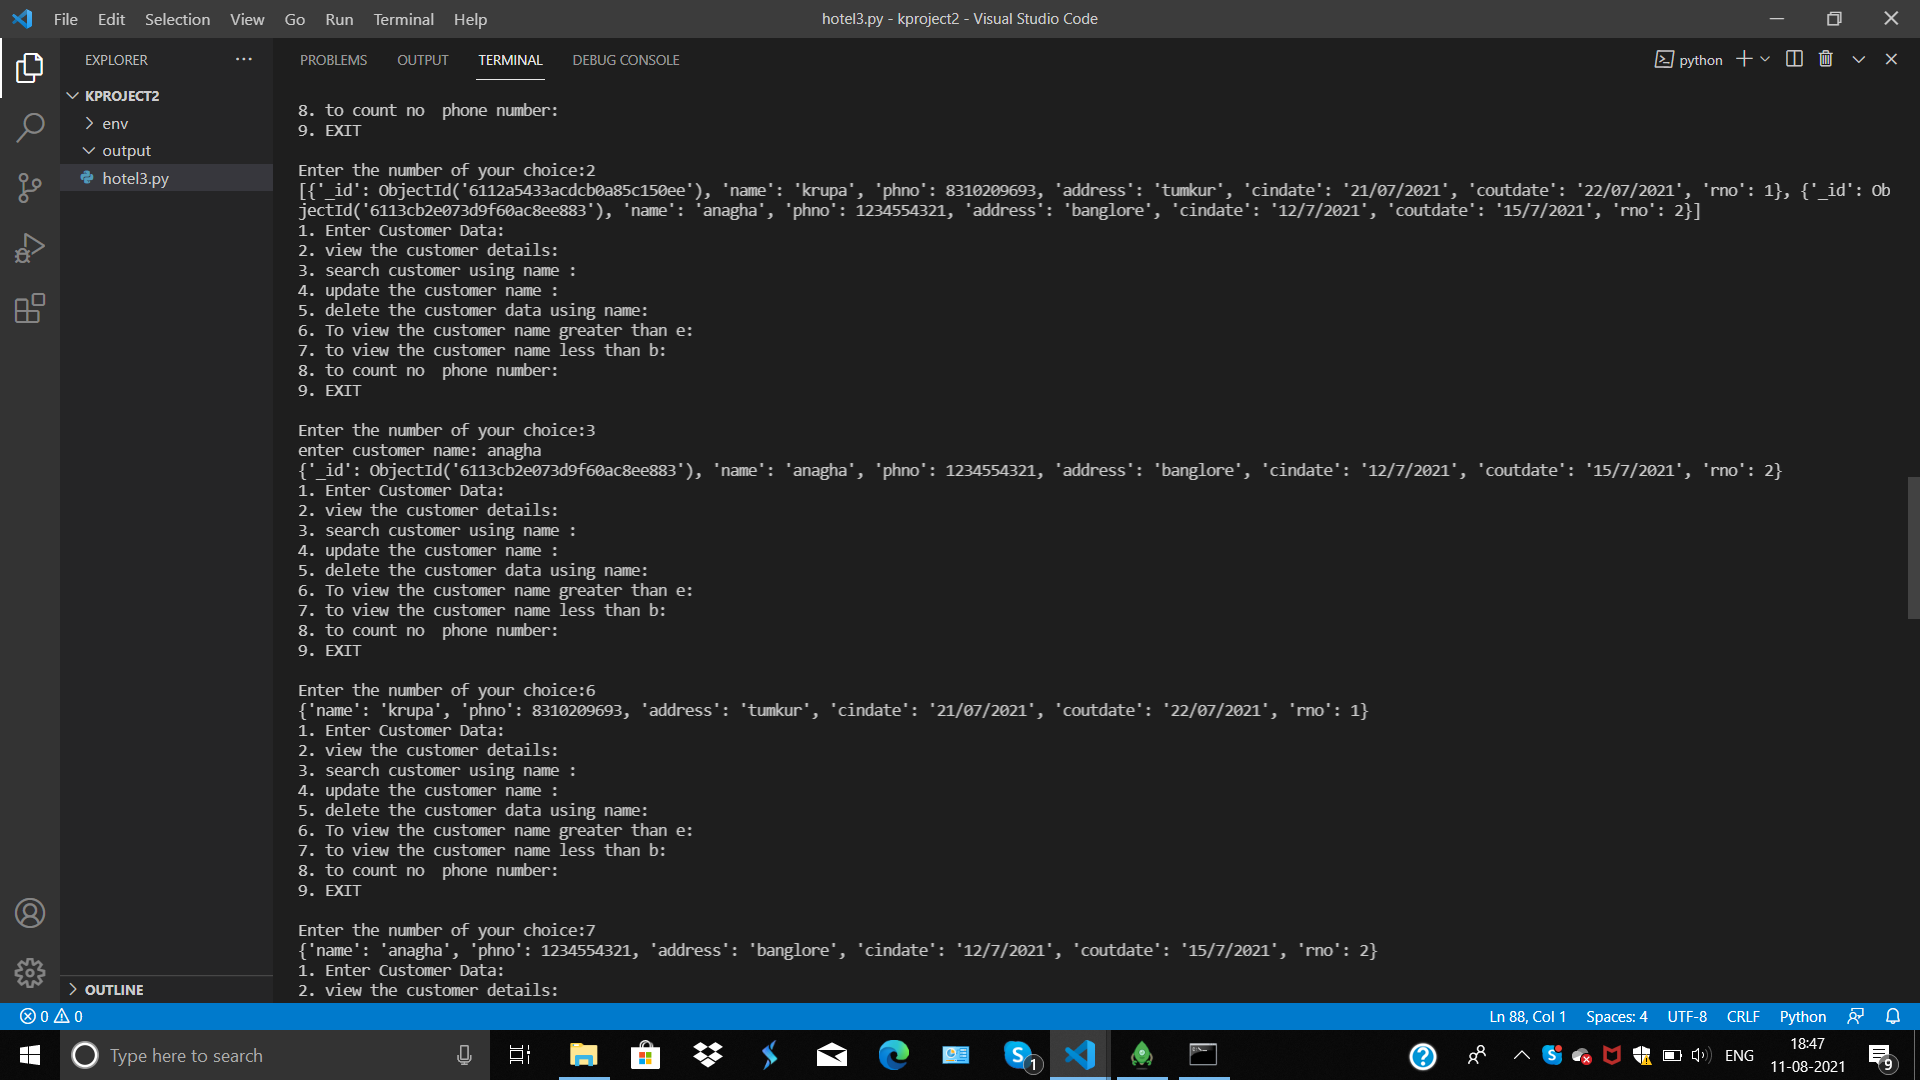 File Edit Selection View Go Run Terminal Help
hotel3.py - kproject2 - Visual Studio Code
EXPLORER
KPROJECT2
env
output
hotel3.py
OUTLINE
PROBLEMS OUTPUT TERMINAL DEBUG CONSOLE
python
8. to count no  phone number:
9. EXIT
Enter the number of your choice:2
[{'_id': ObjectId('6112a5433acdcb0a85c150ee'), 'name': 'krupa', 'phno': 8310209693, 'address': 'tumkur', 'cindate': '21/07/2021', 'coutdate': '22/07/2021', 'rno': 1}, {'_id': Ob
jectId('6113cb2e073d9f60ac8ee883'), 'name': 'anagha', 'phno': 1234554321, 'address': 'banglore', 'cindate': '12/7/2021', 'coutdate': '15/7/2021', 'rno': 2}]
1. Enter Customer Data:
2. view the customer details:
3. search customer using name :
4. update the customer name :
5. delete the customer data using name:
6. To view the customer name greater than e:
7. to view the customer name less than b:
8. to count no  phone number:
9. EXIT
Enter the number of your choice:3
enter customer name: anagha
{'_id': ObjectId('6113cb2e073d9f60ac8ee883'), 'name': 'anagha', 'phno': 1234554321, 'address': 'banglore', 'cindate': '12/7/2021', 'coutdate': '15/7/2021', 'rno': 2}
1. Enter Customer Data:
2. view the customer details:
3. search customer using name :
4. update the customer name :
5. delete the customer data using name:
6. To view the customer name greater than e:
7. to view the customer name less than b:
8. to count no  phone number:
9. EXIT
Enter the number of your choice:6
{'name': 'krupa', 'phno': 8310209693, 'address': 'tumkur', 'cindate': '21/07/2021', 'coutdate': '22/07/2021', 'rno': 1}
1. Enter Customer Data:
2. view the customer details:
3. search customer using name :
4. update the customer name :
5. delete the customer data using name:
6. To view the customer name greater than e:
7. to view the customer name less than b:
8. to count no  phone number:
9. EXIT
Enter the number of your choice:7
{'name': 'anagha', 'phno': 1234554321, 'address': 'banglore', 'cindate': '12/7/2021', 'coutdate': '15/7/2021', 'rno': 2}
1. Enter Customer Data:
2. view the customer details:
0 0
Ln 88, Col 1 Spaces: 4 UTF-8 CRLF Python
Type here to search
1
ENG
18:47
11-08-2021
9